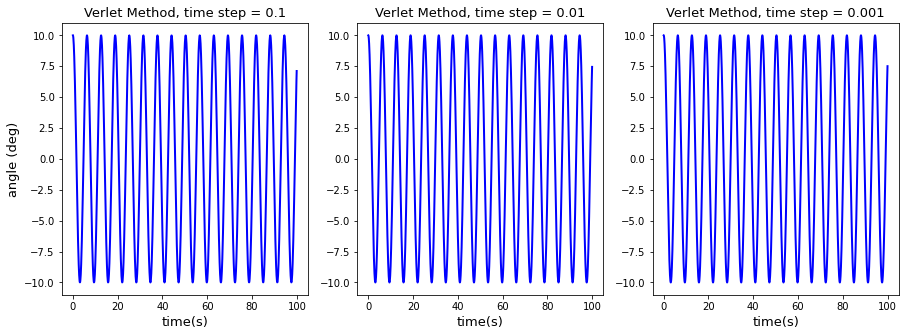 Verlet Method, time step = 0.1
angle (deg)
10.0
7.5
5.0
2.5
0.0
−2.5
−5.0
−7.5
−10.0
0 20 40 60 80 100
time(s)
Verlet Method, time step = 0.01
10.0
7.5
5.0
2.5
0.0
−2.5
−5.0
−7.5
−10.0
0 20 40 60 80 100
time(s)
Verlet Method, time step = 0.001
10.0
7.5
5.0
2.5
0.0
−2.5
−5.0
−7.5
−10.0
0 20 40 60 80 100
time(s)